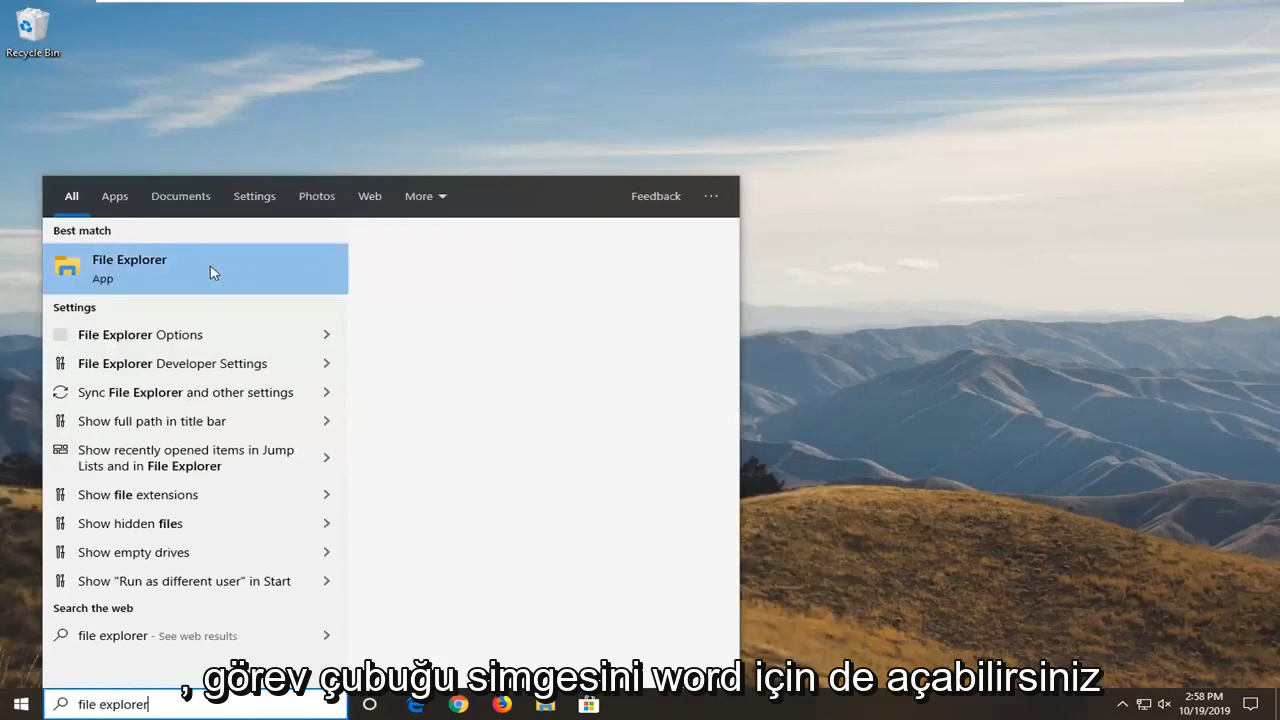 Recycle Bin
All Apps Documents Settings Photos Web More Feedback ...
Best match
File Explorer
App
Settings
File Explorer Options
File Explorer Developer Settings
Sync File Explorer and other settings
Show full path in title bar
Show recently opened items in Jump
Lists and in File Explorer
Show file extensions
Show hidden files
Show empty drives
Show "Run as different user" in Start
Search the web
file explorer - See web results
, görev çubuğu simgesini word için de açabilirsiniz
file explorer
2:58 PM
10/19/2019